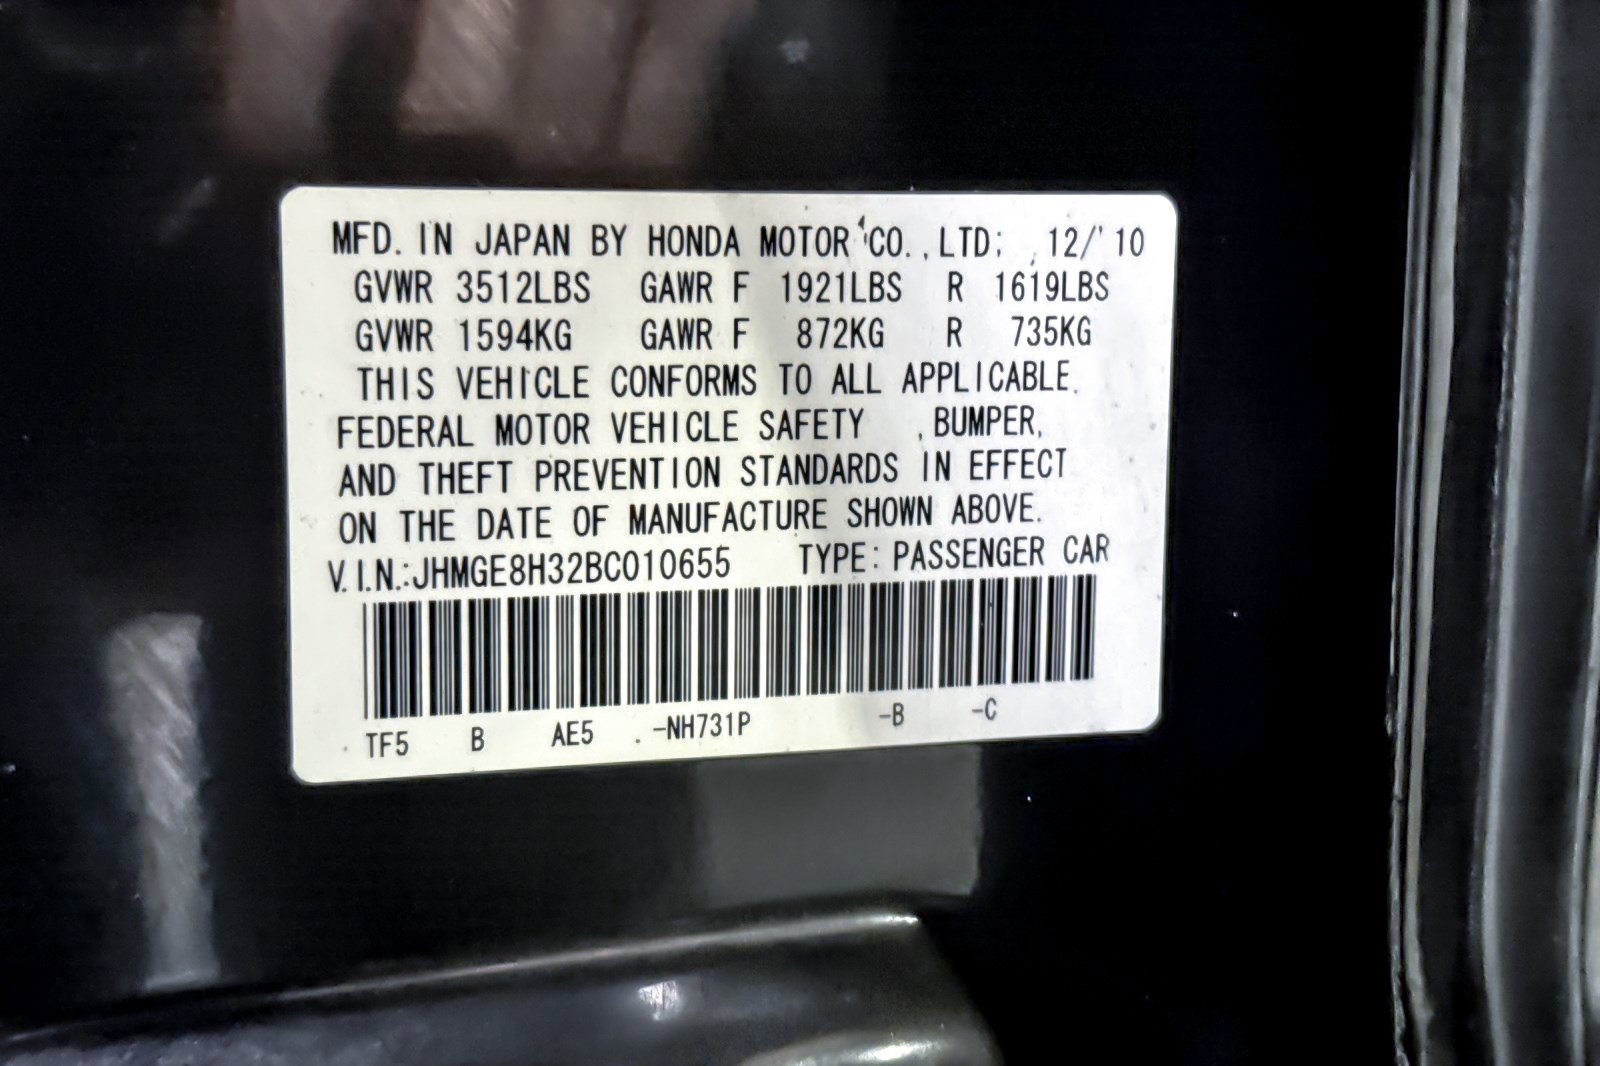 MFD. IN JAPAN BY HONDA MOTOR CO., LTD; 12/'10
GVWR 3512LBS GAWR F 1921LBS R 1619LBS
GVWR 1594KG GAWR F 872KG R 735KG
THIS VEHICLE CONFORMS TO ALL APPLICABLE
FEDERAL MOTOR VEHICLE SAFETY , BUMPER,
AND THEFT PREVENTION STANDARDS IN EFFECT
ON THE DATE OF MANUFACTURE SHOWN ABOVE.
V.I.N.:JHMGE8H32BC010655 TYPE: PASSENGER CAR
TF5 B AE5 -NH731P -B -C